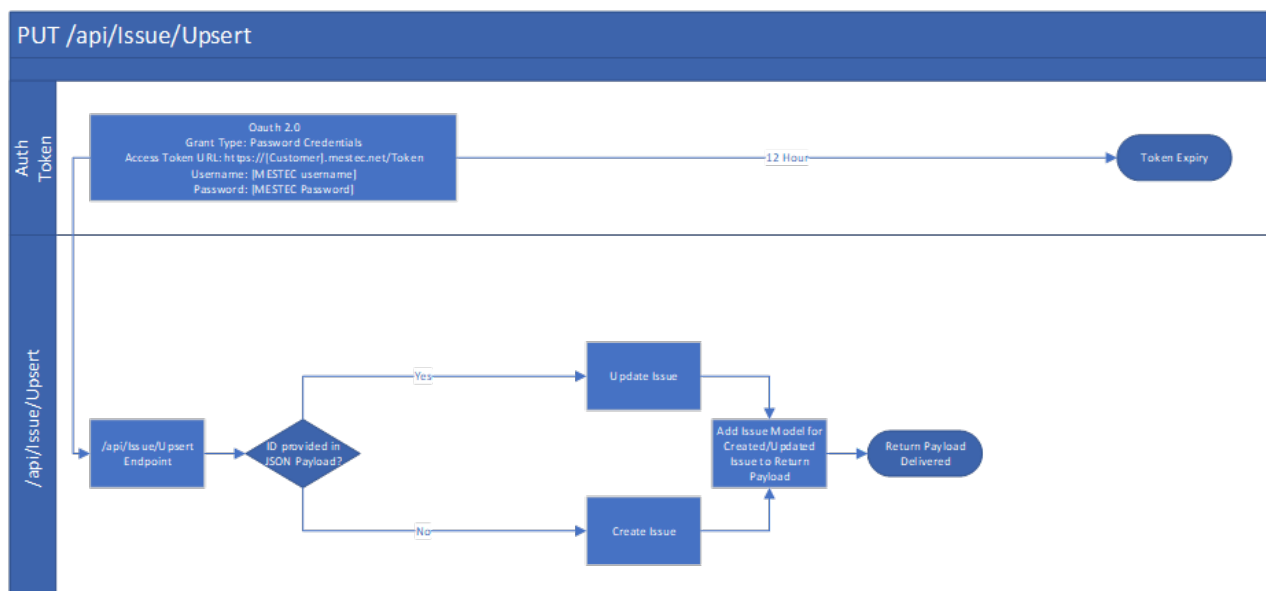 PUT /api/Issue/Upsert
Auth
Token
Oauth 2.0
Grant Type: Password Credentials
Access Token URL: https://[Customer].mestec.net/Token
Username: [MESTEC username]
Password: [MESTEC Password]
12 Hour
Token Expiry
/api/Issue/Upsert
/api/Issue/Upsert
Endpoint
ID provided in
JSON Payload?
Yes
Update Issue
No
Create Issue
Add Issue Model for
Created/Updated
Issue to Return
Payload
Return Payload
Delivered